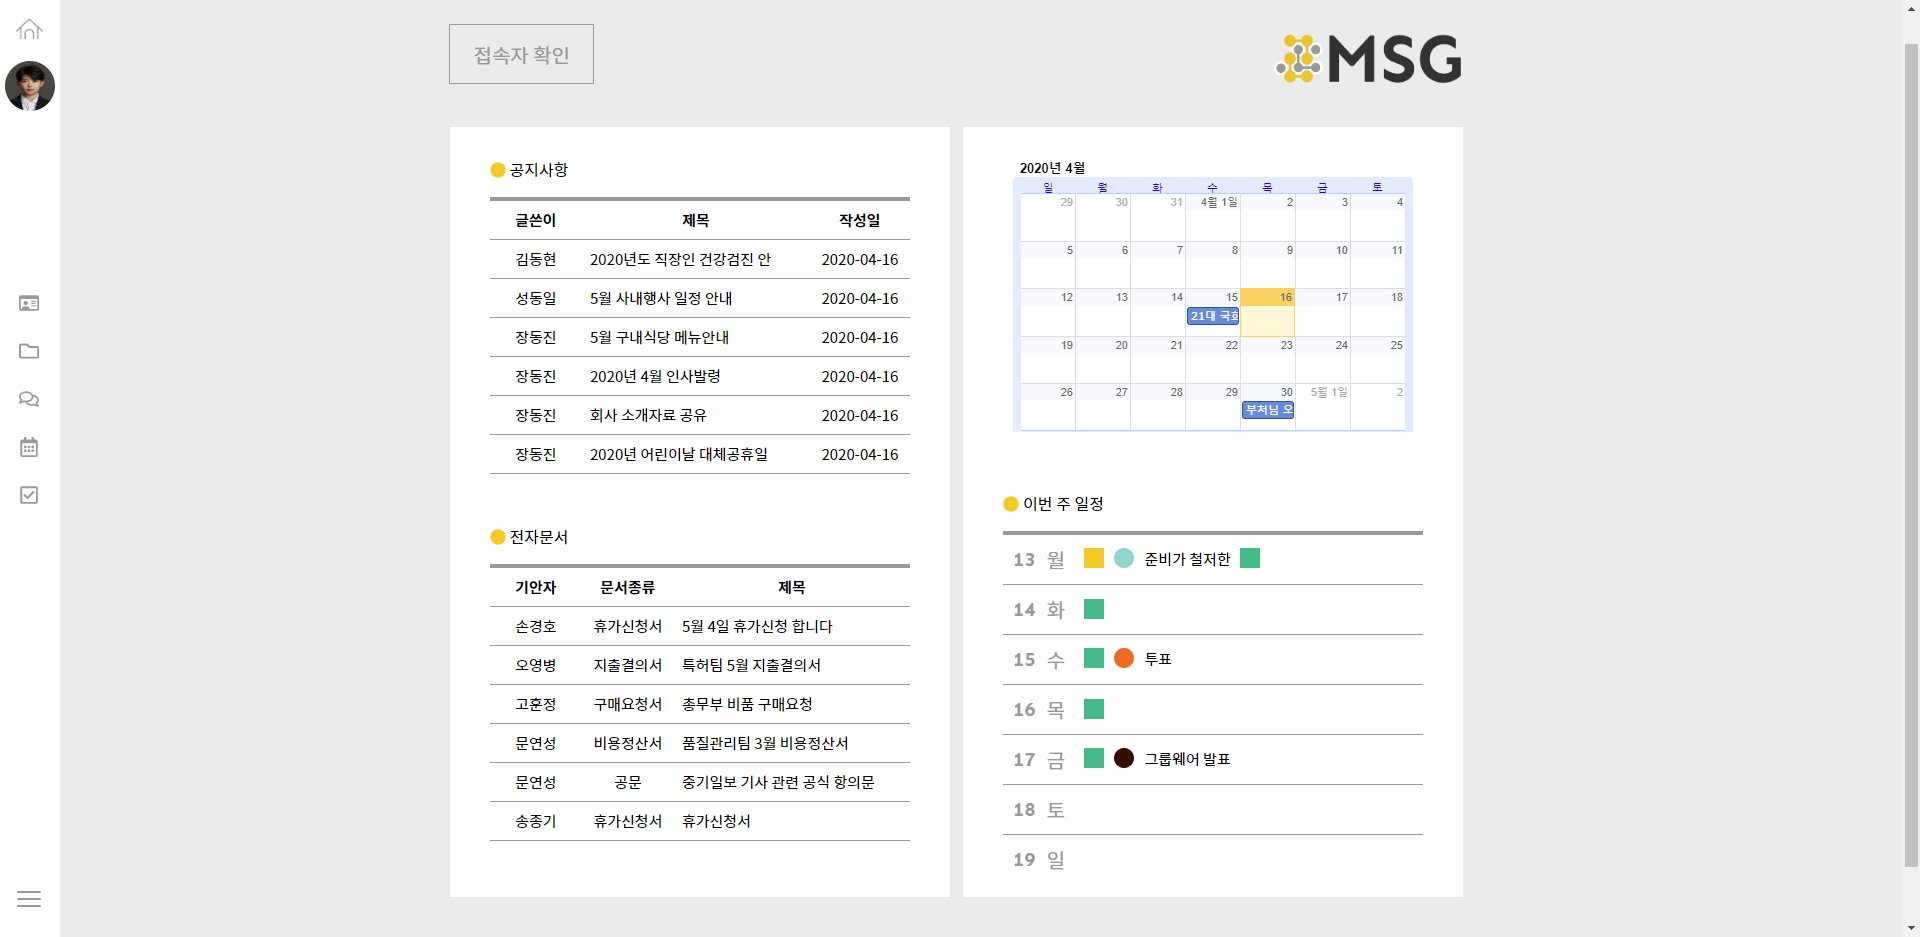 접속자 확인
MSG
공지사항
글쓴이 제목 작성일
김동현 2020년도 직장인 건강검진 안 2020-04-16
성동일 5월 사내행사 일정 안내 2020-04-16
장동진 5월 구내식당 메뉴안내 2020-04-16
장동진 2020년 4월 인사발령 2020-04-16
장동진 회사 소개자료 공유 2020-04-16
장동진 2020년 어린이날 대체공휴일 2020-04-16
전자문서
기안자 문서종류 제목
손경호 휴가신청서 5월 4일 휴가신청 합니다
오영병 지출결의서 특허팀 5월 지출결의서
고훈정 구매요청서 총무부 비품 구매요청
문연성 비용정산서 품질관리팀 3월 비용정산서
문연성 공문 중기일보 기사 관련 공식 항의문
송종기 휴가신청서 휴가신청서
2020년 4월
일 월 화 수 목 금 토
29 30 31 4월 1일 2 3 4
5 6 7 8 9 10 11
12 13 14 15 16 17 18
21대 국회
19 20 21 22 23 24 25
26 27 28 29 30 5월 1일 2
부처님 오
이번 주 일정
13 월 준비가 철저한
14 화
15 수 투표
16 목
17 금 그룹웨어 발표
18 토
19 일